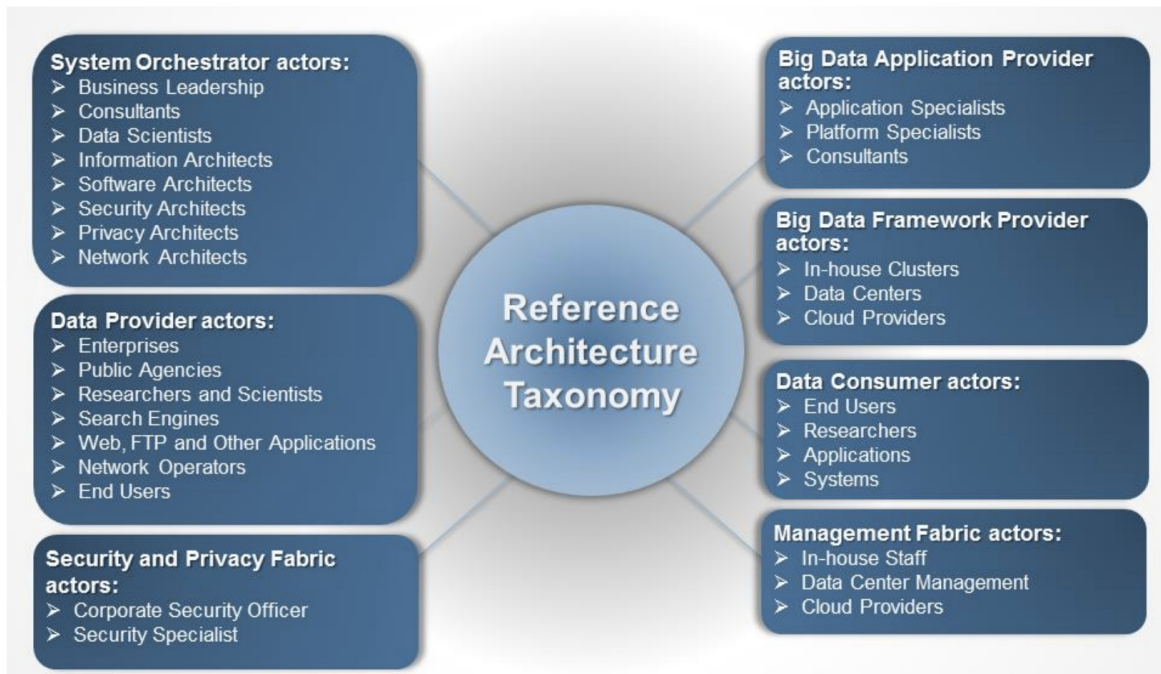 System Orchestrator actors:
➢ Business Leadership
➢ Consultants
➢ Data Scientists
➢ Information Architects
➢ Software Architects
➢ Security Architects
➢ Privacy Architects
➢ Network Architects
Data Provider actors:
➢ Enterprises
➢ Public Agencies
➢ Researchers and Scientists
➢ Search Engines
➢ Web, FTP and Other Applications
➢ Network Operators
➢ End Users
Security and Privacy Fabric
actors:
➢ Corporate Security Officer
➢ Security Specialist
Reference
Architecture
Taxonomy
Big Data Application Provider
actors:
➢ Application Specialists
➢ Platform Specialists
➢ Consultants
Big Data Framework Provider
actors:
➢ In-house Clusters
➢ Data Centers
➢ Cloud Providers
Data Consumer actors:
➢ End Users
➢ Researchers
➢ Applications
➢ Systems
Management Fabric actors:
➢ In-house Staff
➢ Data Center Management
➢ Cloud Providers